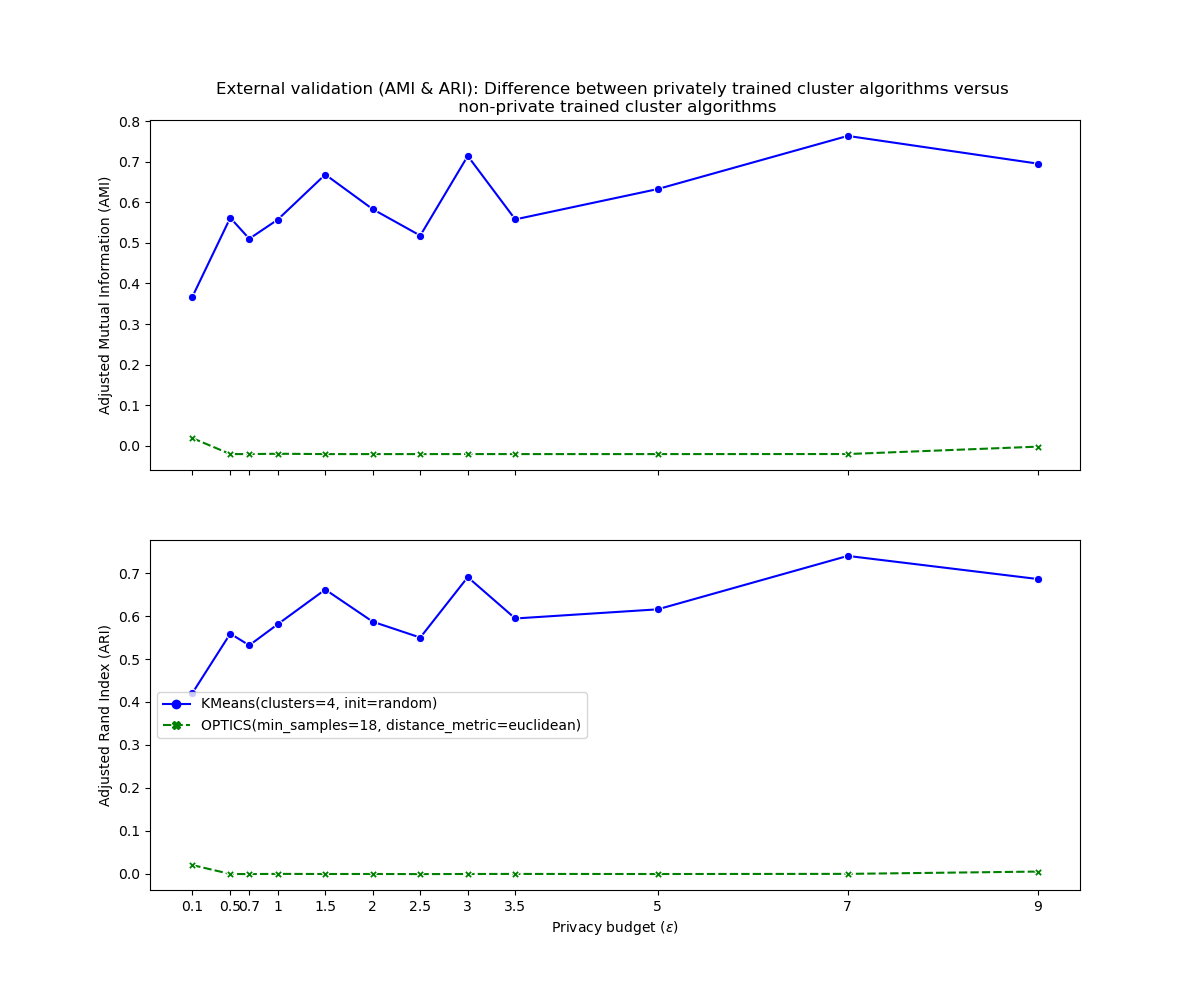 External validation (AMI & ARI): Difference between privately trained cluster algorithms versus
non-private trained cluster algorithms
0.8
0.7
0.6
0.5
0.4
0.3
0.2
0.1
0.0
Adjusted Mutual Information (AMI)
0.7
0.6
0.5
0.4
0.3
0.2
0.1
0.0
Adjusted Rand Index (ARI)
KMeans(clusters=4, init=random)
OPTICS(min_samples=18, distance_metric=euclidean)
0.1 0.5 0.7 1 1.5 2 2.5 3 3.5 5 7 9
Privacy budget (ε)